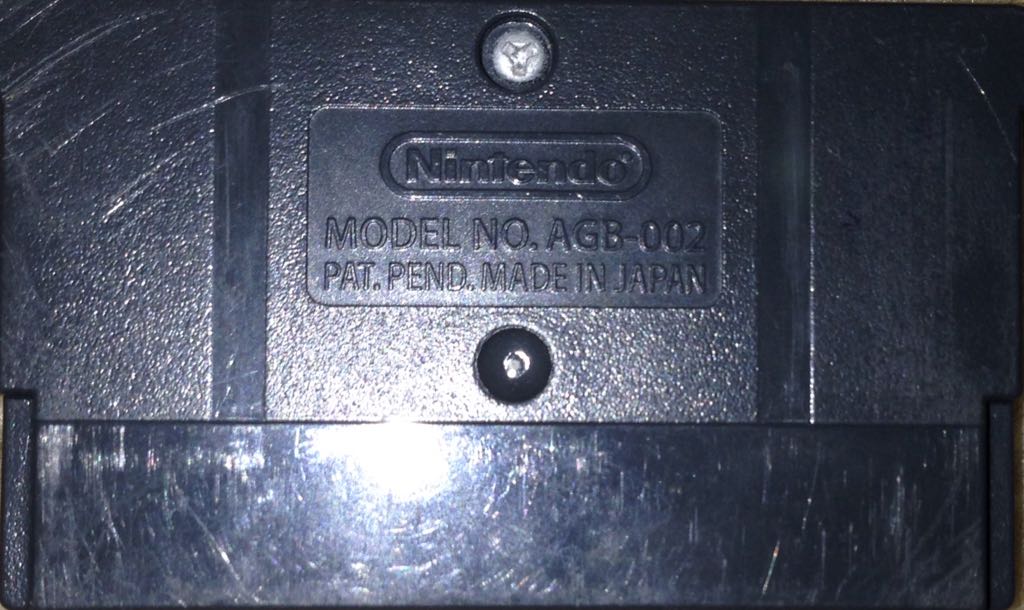 Nintendo®
MODEL NO. AGB-002
PAT. PEND. MADE IN JAPAN